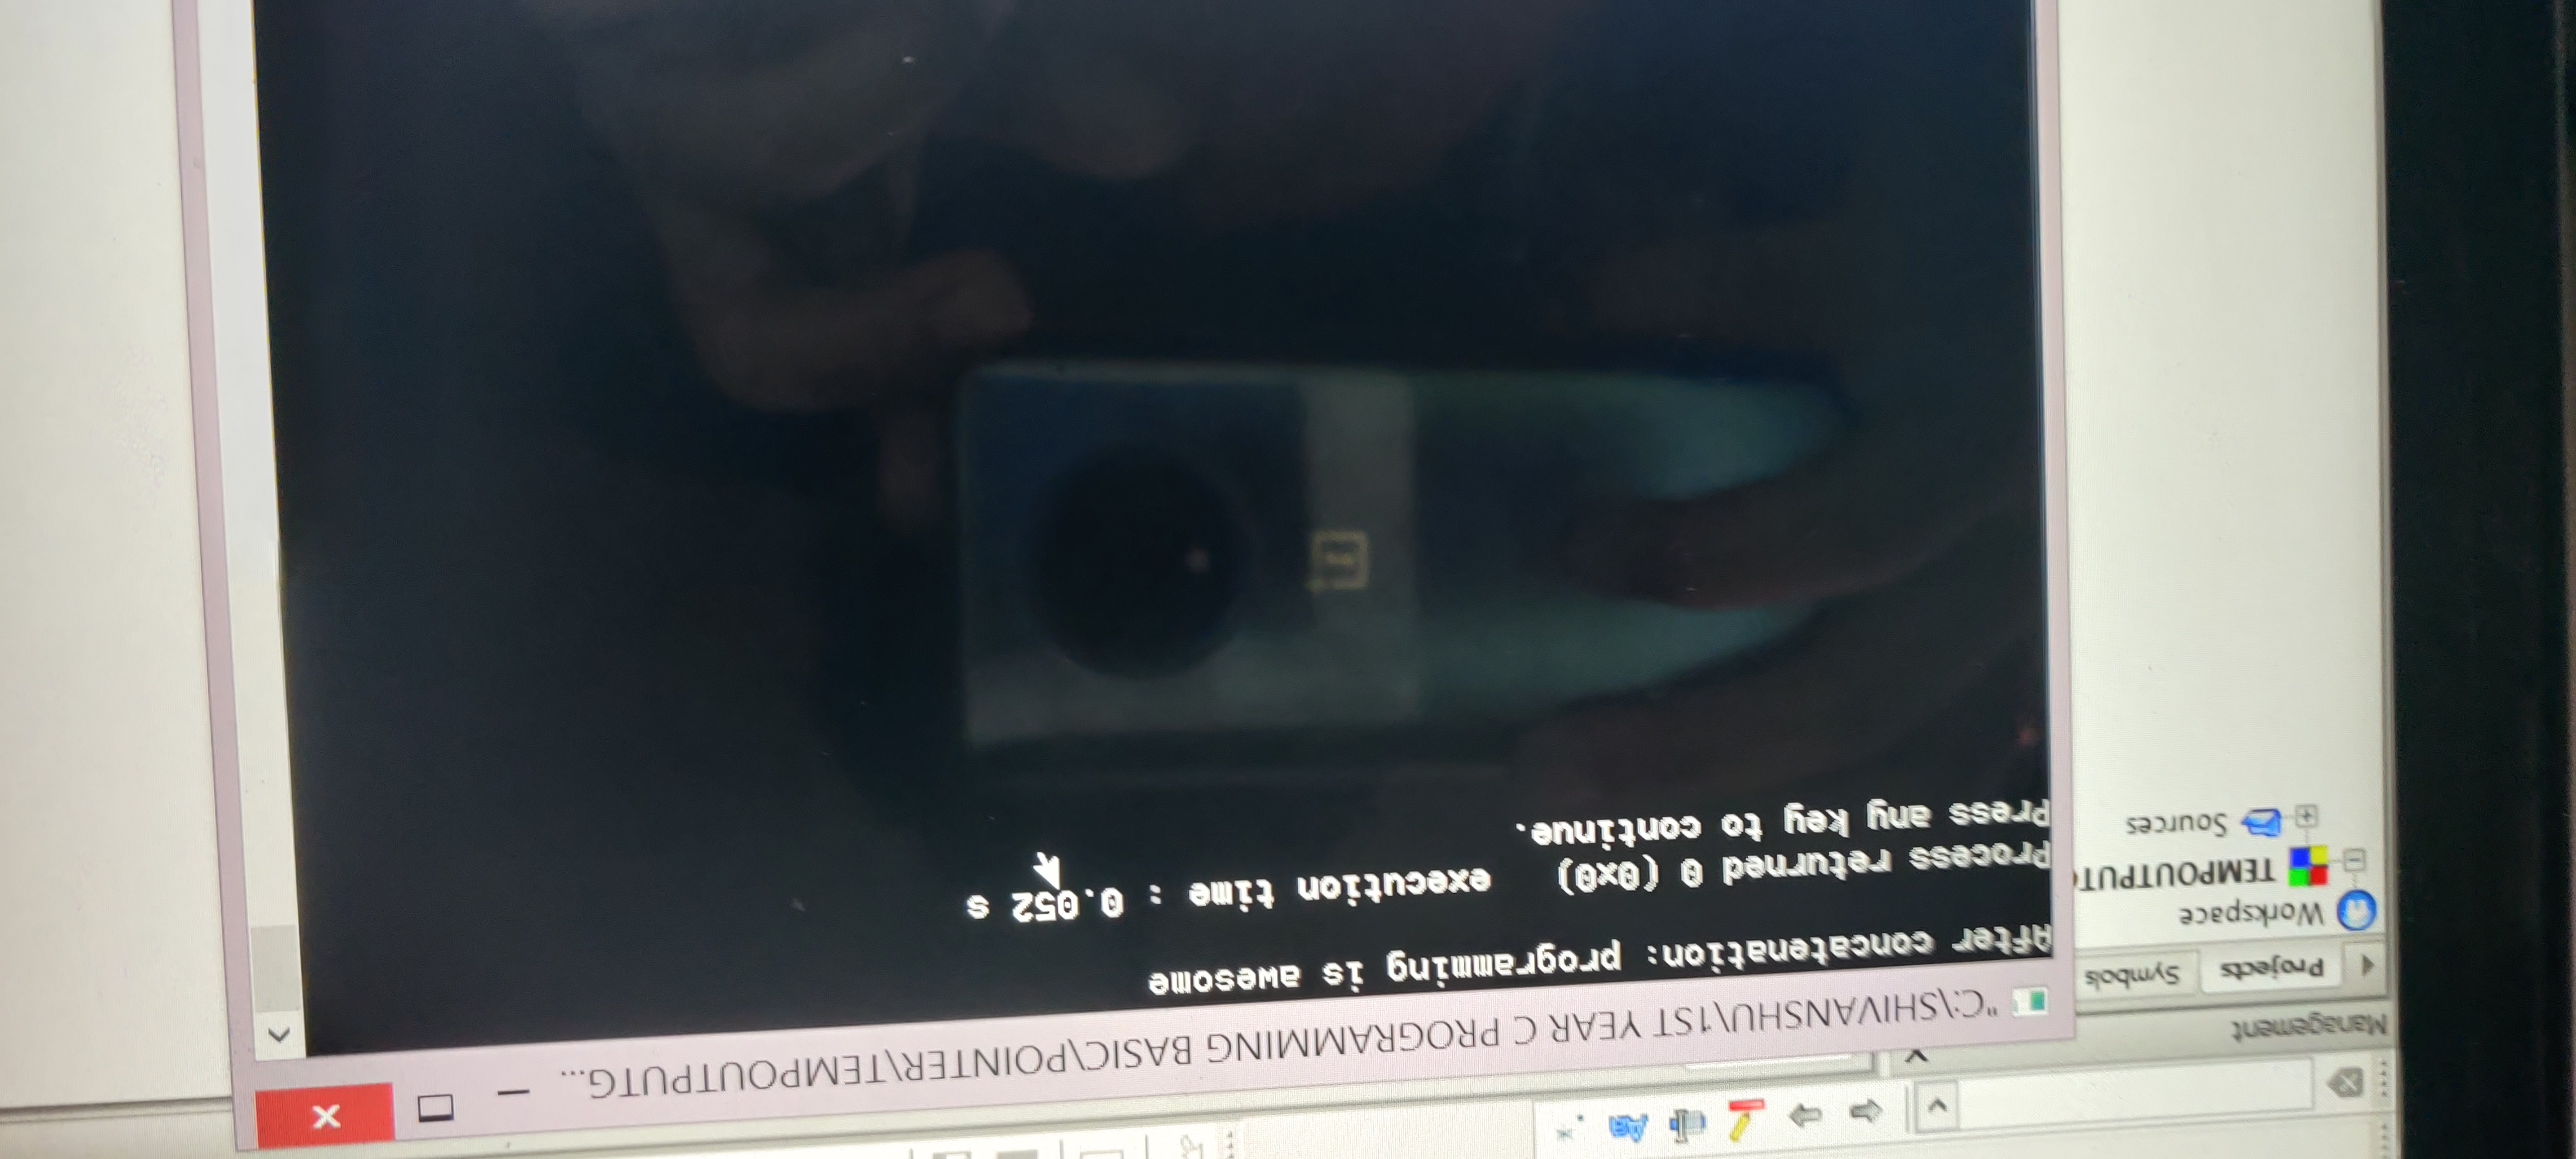 Aa .*
Management
Projects Symbols
Workspace
TEMPOUTPUT
Sources
"C:\SHIVANSHU\1ST YEAR C PROGRAMMING BASIC\POINTER\TEMPOUTPUTG...
After concatenation: programming is awesome
Process returned 0 (0x0)   execution time : 0.052 s
Press any key to continue.